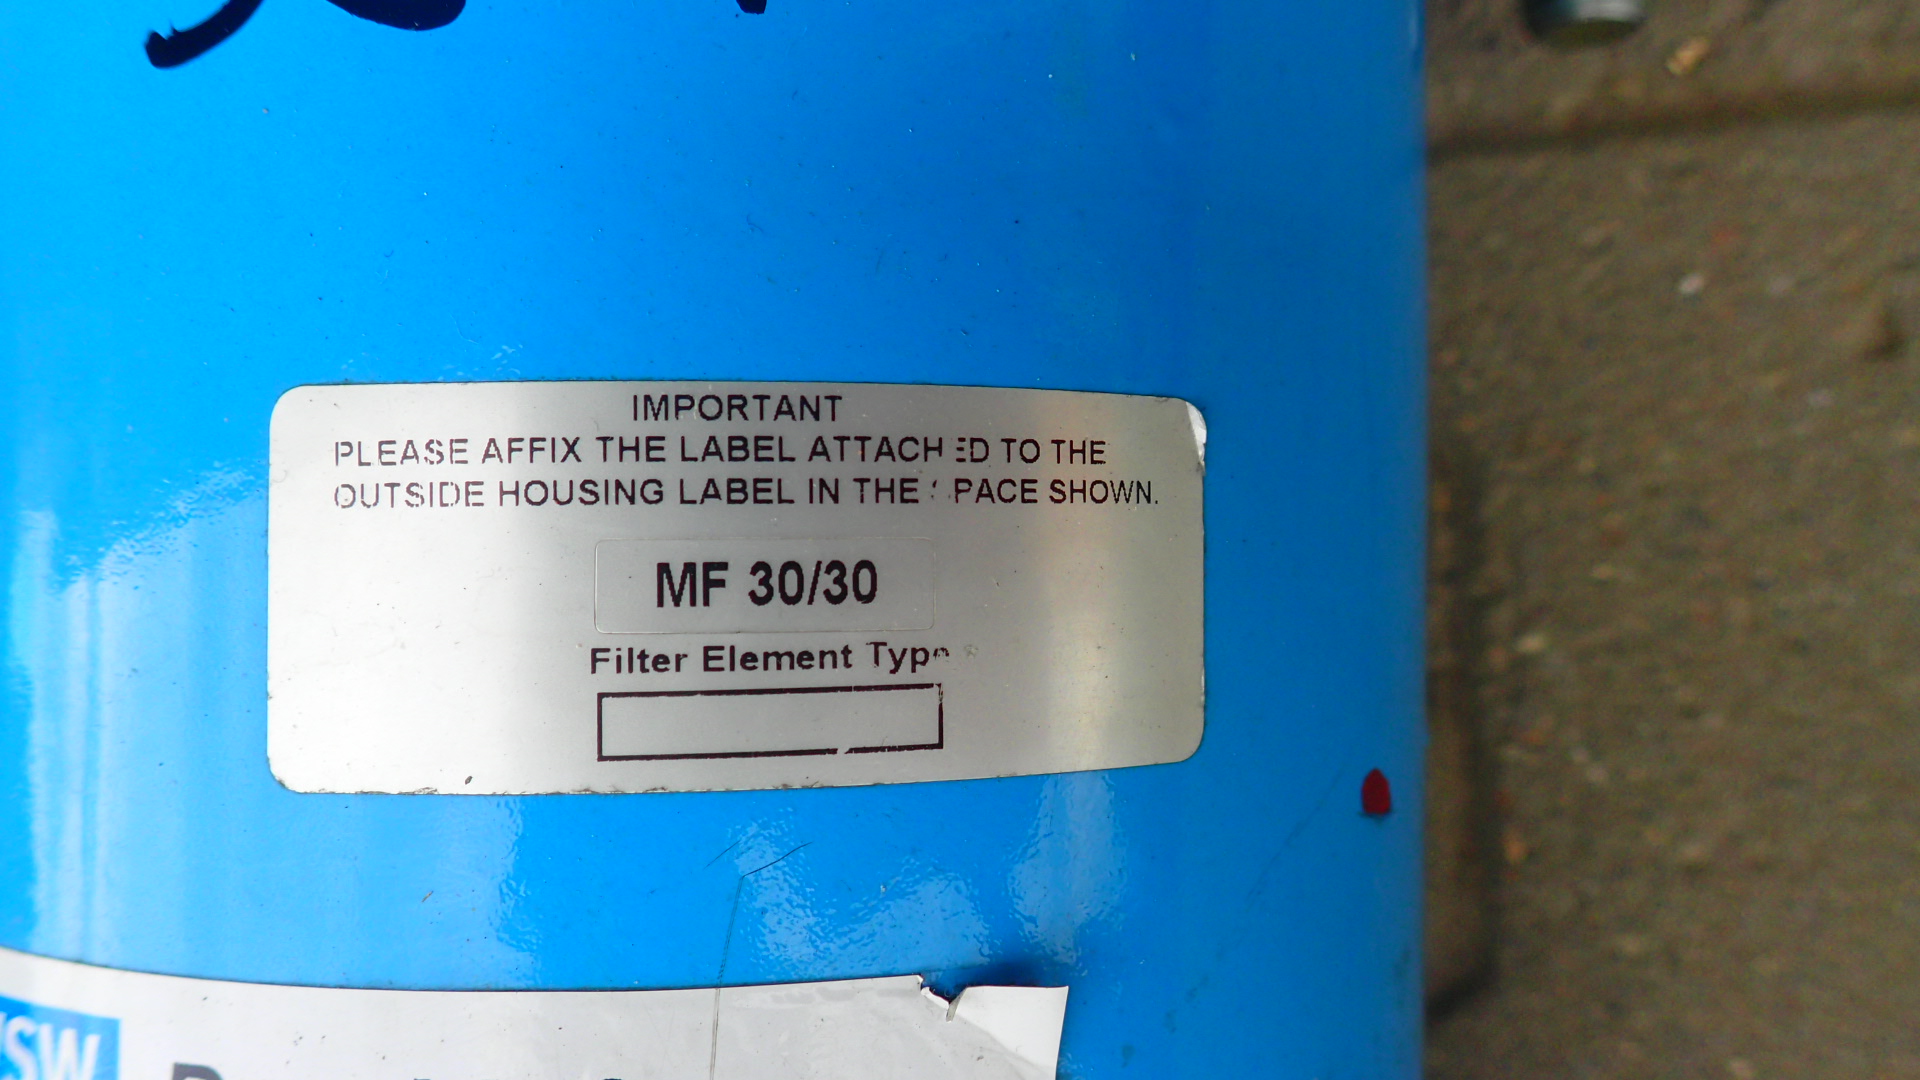 IMPORTANT
PLEASE AFFIX THE LABEL ATTACHED TO THE
OUTSIDE HOUSING LABEL IN THE SPACE SHOWN.
MF 30/30
Filter Element Type
SW